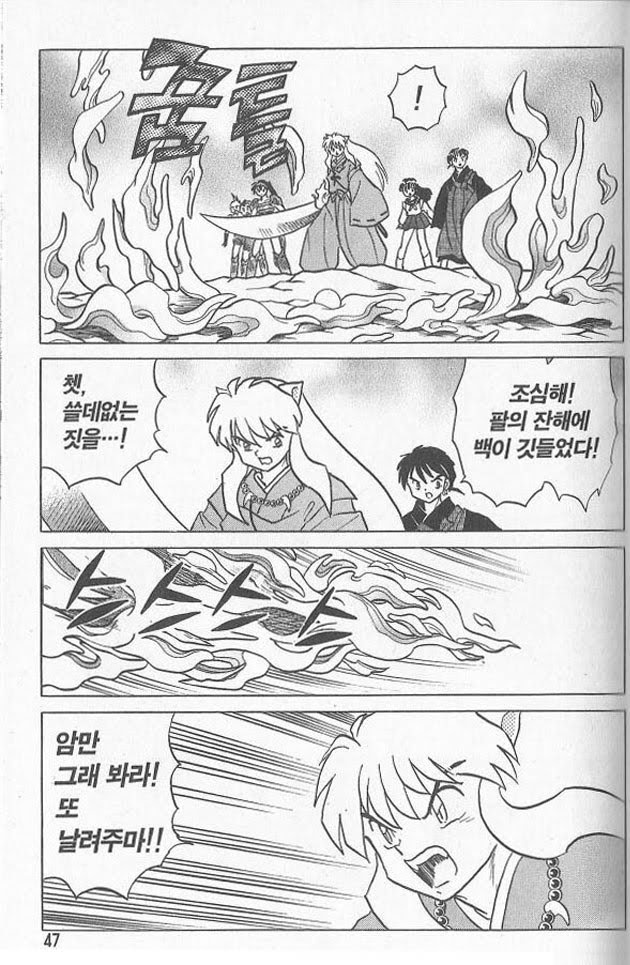 꿈틀
!
조심해!
팔의 잔해에
백이 깃들었다!
쳇,
쓸데없는
짓을…!
스스스스
암만
그래 봐라!
또
날려주마!!
47